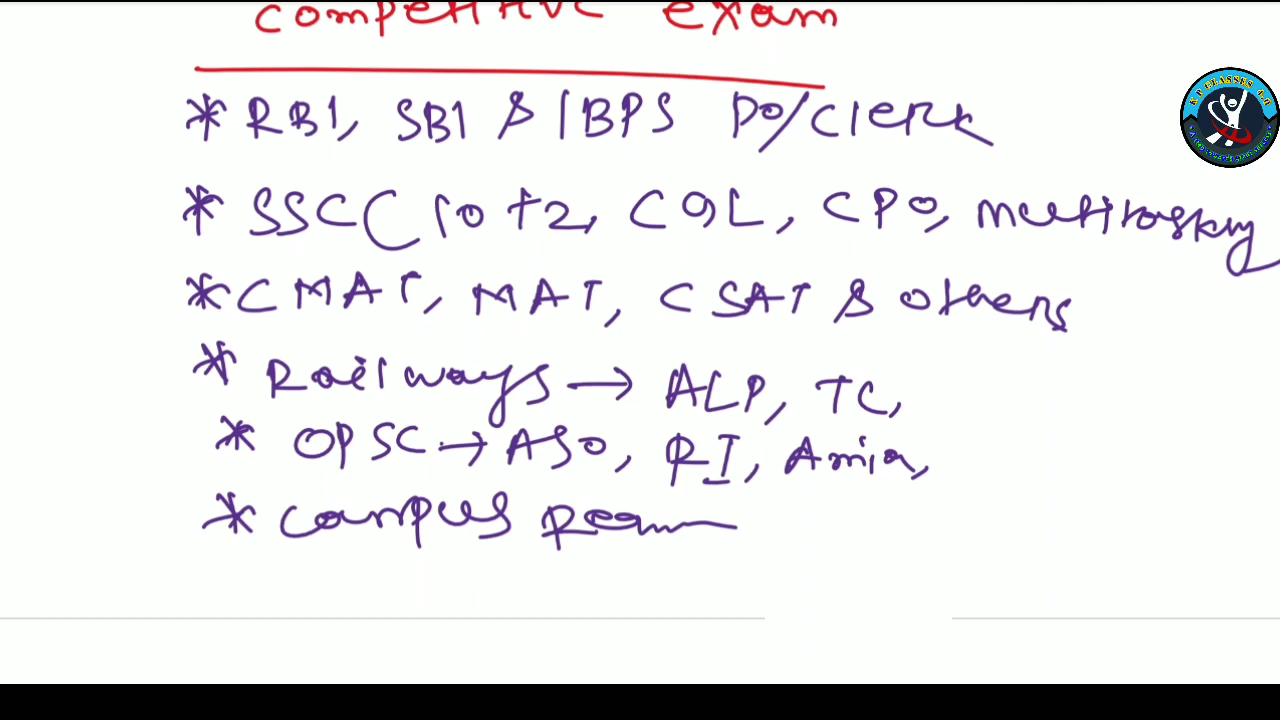 competitive exam
* RBI, SBI & IBPS PO/Clerk
* SSC (10+2, CGL, CPO, Multitasking
* CMAT, MAT, CSAT & others
* Railways → ALP, TC,
* OPSC → ASO, RI, Amin,
* Campus